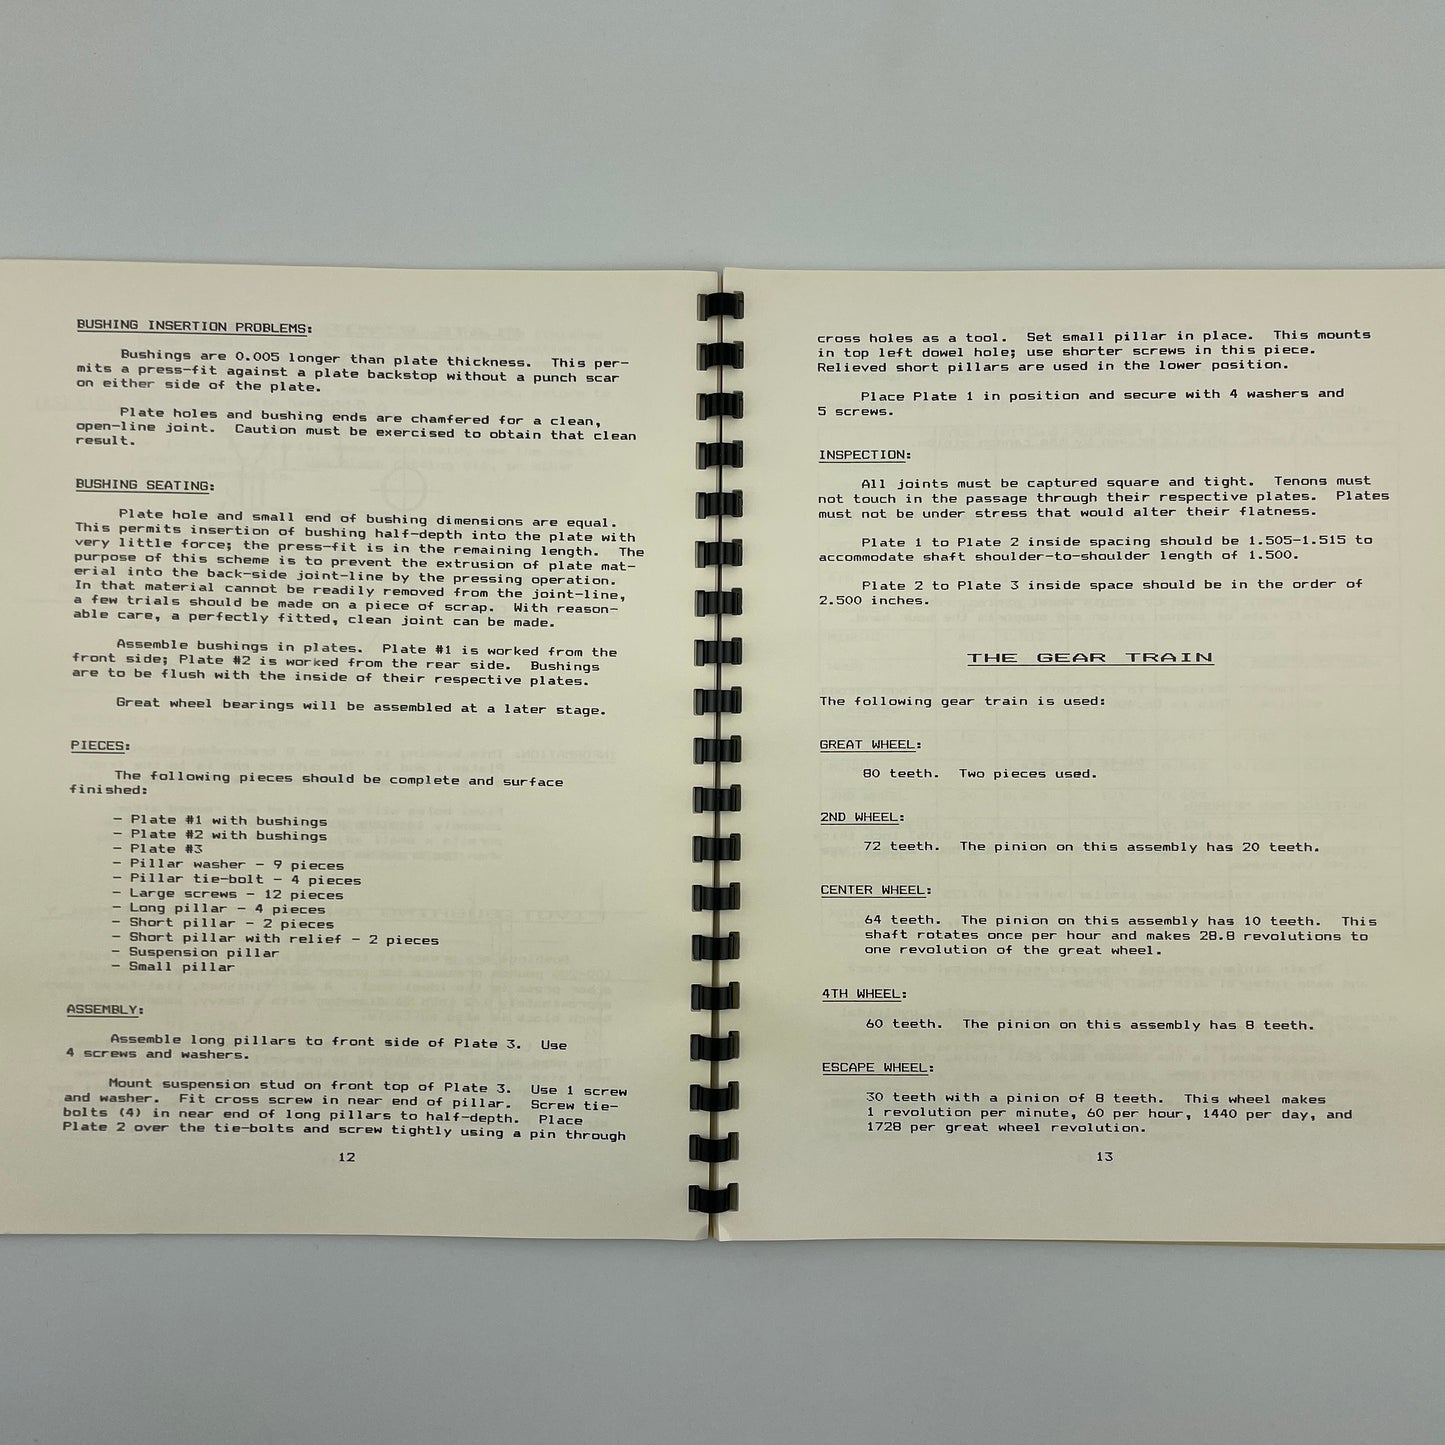 BUSHING INSERTION PROBLEMS:
Bushings are 0.005 longer than plate thickness. This per-
mits a press-fit against a plate backstop without a punch scar
on either side of the plate.
Plate holes and bushing ends are chamfered for a clean,
open-line joint. Caution must be exercised to obtain that clean
result.
BUSHING SEATING:
Plate hole and small end of bushing dimensions are equal.
This permits insertion of bushing half-depth into the plate with
very little force; the press-fit is in the remaining length. The
purpose of this scheme is to prevent the extrusion of plate mat-
erial into the back-side joint-line by the pressing operation.
In that material cannot be readily removed from the joint-line,
a few trials should be made on a piece of scrap. With reason-
able care, a perfectly fitted, clean joint can be made.
Assemble bushings in plates. Plate #1 is worked from the
front side; Plate #2 is worked from the rear side. Bushings
are to be flush with the inside of their respective plates.
Great wheel bearings will be assembled at a later stage.
PIECES:
The following pieces should be complete and surface
finished:
- Plate #1 with bushings
- Plate #2 with bushings
- Plate #3
- Pillar washer - 9 pieces
- Pillar tie-bolt - 4 pieces
- Large screws - 12 pieces
- Long pillar - 4 pieces
- Short pillar - 2 pieces
- Short pillar with relief - 2 pieces
- Suspension pillar
- Small pillar
ASSEMBLY:
Assemble long pillars to front side of Plate 3. Use
4 screws and washers.
Mount suspension stud on front top of Plate 3. Use 1 screw
and washer. Fit cross screw in near end of pillar. Screw tie-
bolts (4) in near end of long pillars to half-depth. Place
Plate 2 over the tie-bolts and screw tightly using a pin through
12
cross holes as a tool. Set small pillar in place. This mounts
in top left dowel hole; use shorter screws in this piece.
Relieved short pillars are used in the lower position.
Place Plate 1 in position and secure with 4 washers and
5 screws.
INSPECTION:
All joints must be captured square and tight. Tenons must
not touch in the passage through their respective plates. Plates
must not be under stress that would alter their flatness.
Plate 1 to Plate 2 inside spacing should be 1.505-1.515 to
accommodate shaft shoulder-to-shoulder length of 1.500.
Plate 2 to Plate 3 inside space should be in the order of
2.500 inches.
THE GEAR TRAIN
The following gear train is used:
GREAT WHEEL:
80 teeth. Two pieces used.
2ND WHEEL:
72 teeth. The pinion on this assembly has 20 teeth.
CENTER WHEEL:
64 teeth. The pinion on this assembly has 10 teeth. This
shaft rotates once per hour and makes 28.8 revolutions to
one revolution of the great wheel.
4TH WHEEL:
60 teeth. The pinion on this assembly has 8 teeth.
ESCAPE WHEEL:
30 teeth with a pinion of 8 teeth. This wheel makes
1 revolution per minute, 60 per hour, 1440 per day, and
1728 per great wheel revolution.
13